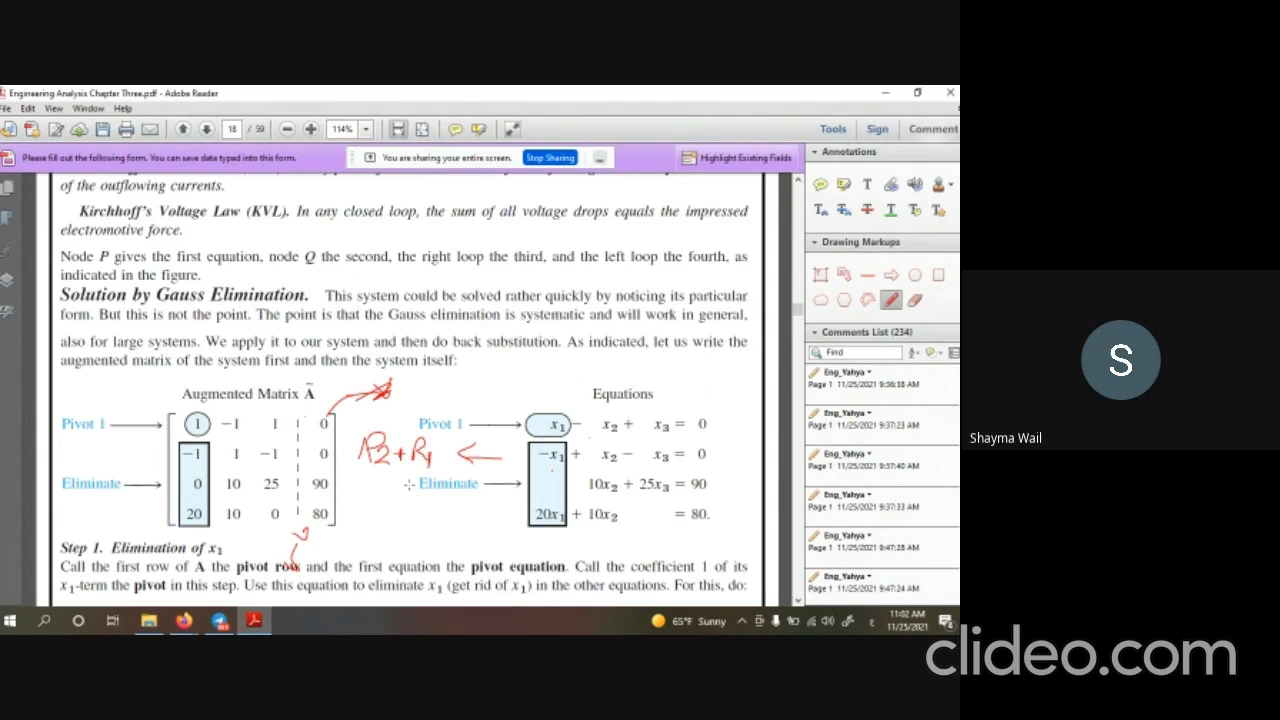 Engineering Analysis Chapter Three.pdf - Adobe Reader
File Edit View Window Help
18 / 59 114% Tools Sign Comment
Please fill out the following form. You can save data typed into this form.
You are sharing your entire screen. Stop Sharing
Highlight Existing Fields
of the outflowing currents.
Kirchhoff's Voltage Law (KVL). In any closed loop, the sum of all voltage drops equals the impressed
electromotive force.
Node P gives the first equation, node Q the second, the right loop the third, and the left loop the fourth, as
indicated in the figure.
Solution by Gauss Elimination. This system could be solved rather quickly by noticing its particular
form. But this is not the point. The point is that the Gauss elimination is systematic and will work in general,
also for large systems. We apply it to our system and then do back substitution. As indicated, let us write the
augmented matrix of the system first and then the system itself:
Augmented Matrix Ã Equations
Pivot 1 1 −1 1 0 Pivot 1 x₁ − x₂ + x₃ = 0
−1 1 −1 0 R2+R1 −x₁ + x₂ − x₃ = 0
Eliminate 0 10 25 90 Eliminate 10x₂ + 25x₃ = 90
20 10 0 80 20x₁ + 10x₂ = 80.
Step 1. Elimination of x₁
Call the first row of A the pivot row and the first equation the pivot equation. Call the coefficient 1 of its
x₁-term the pivot in this step. Use this equation to eliminate x₁ (get rid of x₁) in the other equations. For this, do:
Annotations
Drawing Markups
Comments List (234)
Find
Eng_Yahya
Page 1 11/25/2021 9:36:38 AM
Eng_Yahya
Page 1 11/25/2021 9:37:23 AM
Eng_Yahya
Page 1 11/25/2021 9:37:40 AM
Eng_Yahya
Page 1 11/25/2021 9:37:33 AM
Eng_Yahya
Page 1 11/25/2021 9:47:28 AM
Eng_Yahya
Page 1 11/25/2021 9:47:24 AM
65°F Sunny
11:02 AM
11/25/2021
S
Shayma Wail
clideo.com